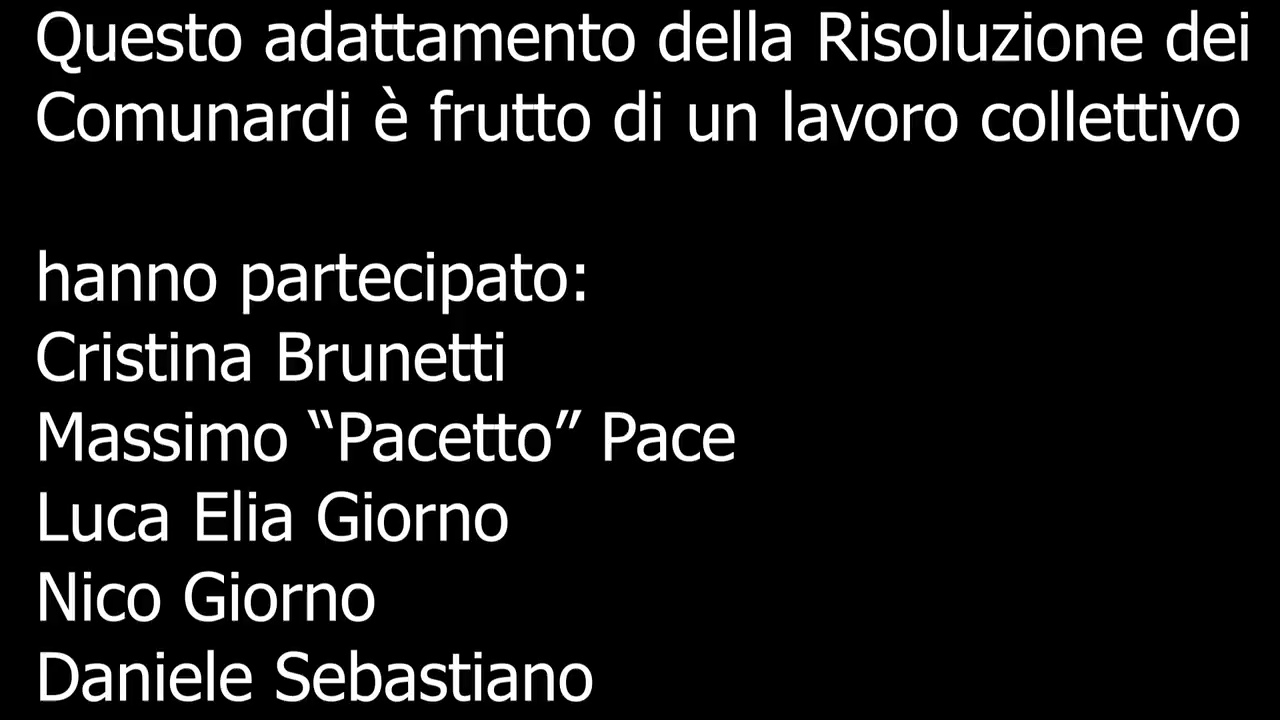 Questo adattamento della Risoluzione dei
Comunardi è frutto di un lavoro collettivo
hanno partecipato:
Cristina Brunetti
Massimo “Pacetto” Pace
Luca Elia Giorno
Nico Giorno
Daniele Sebastiano